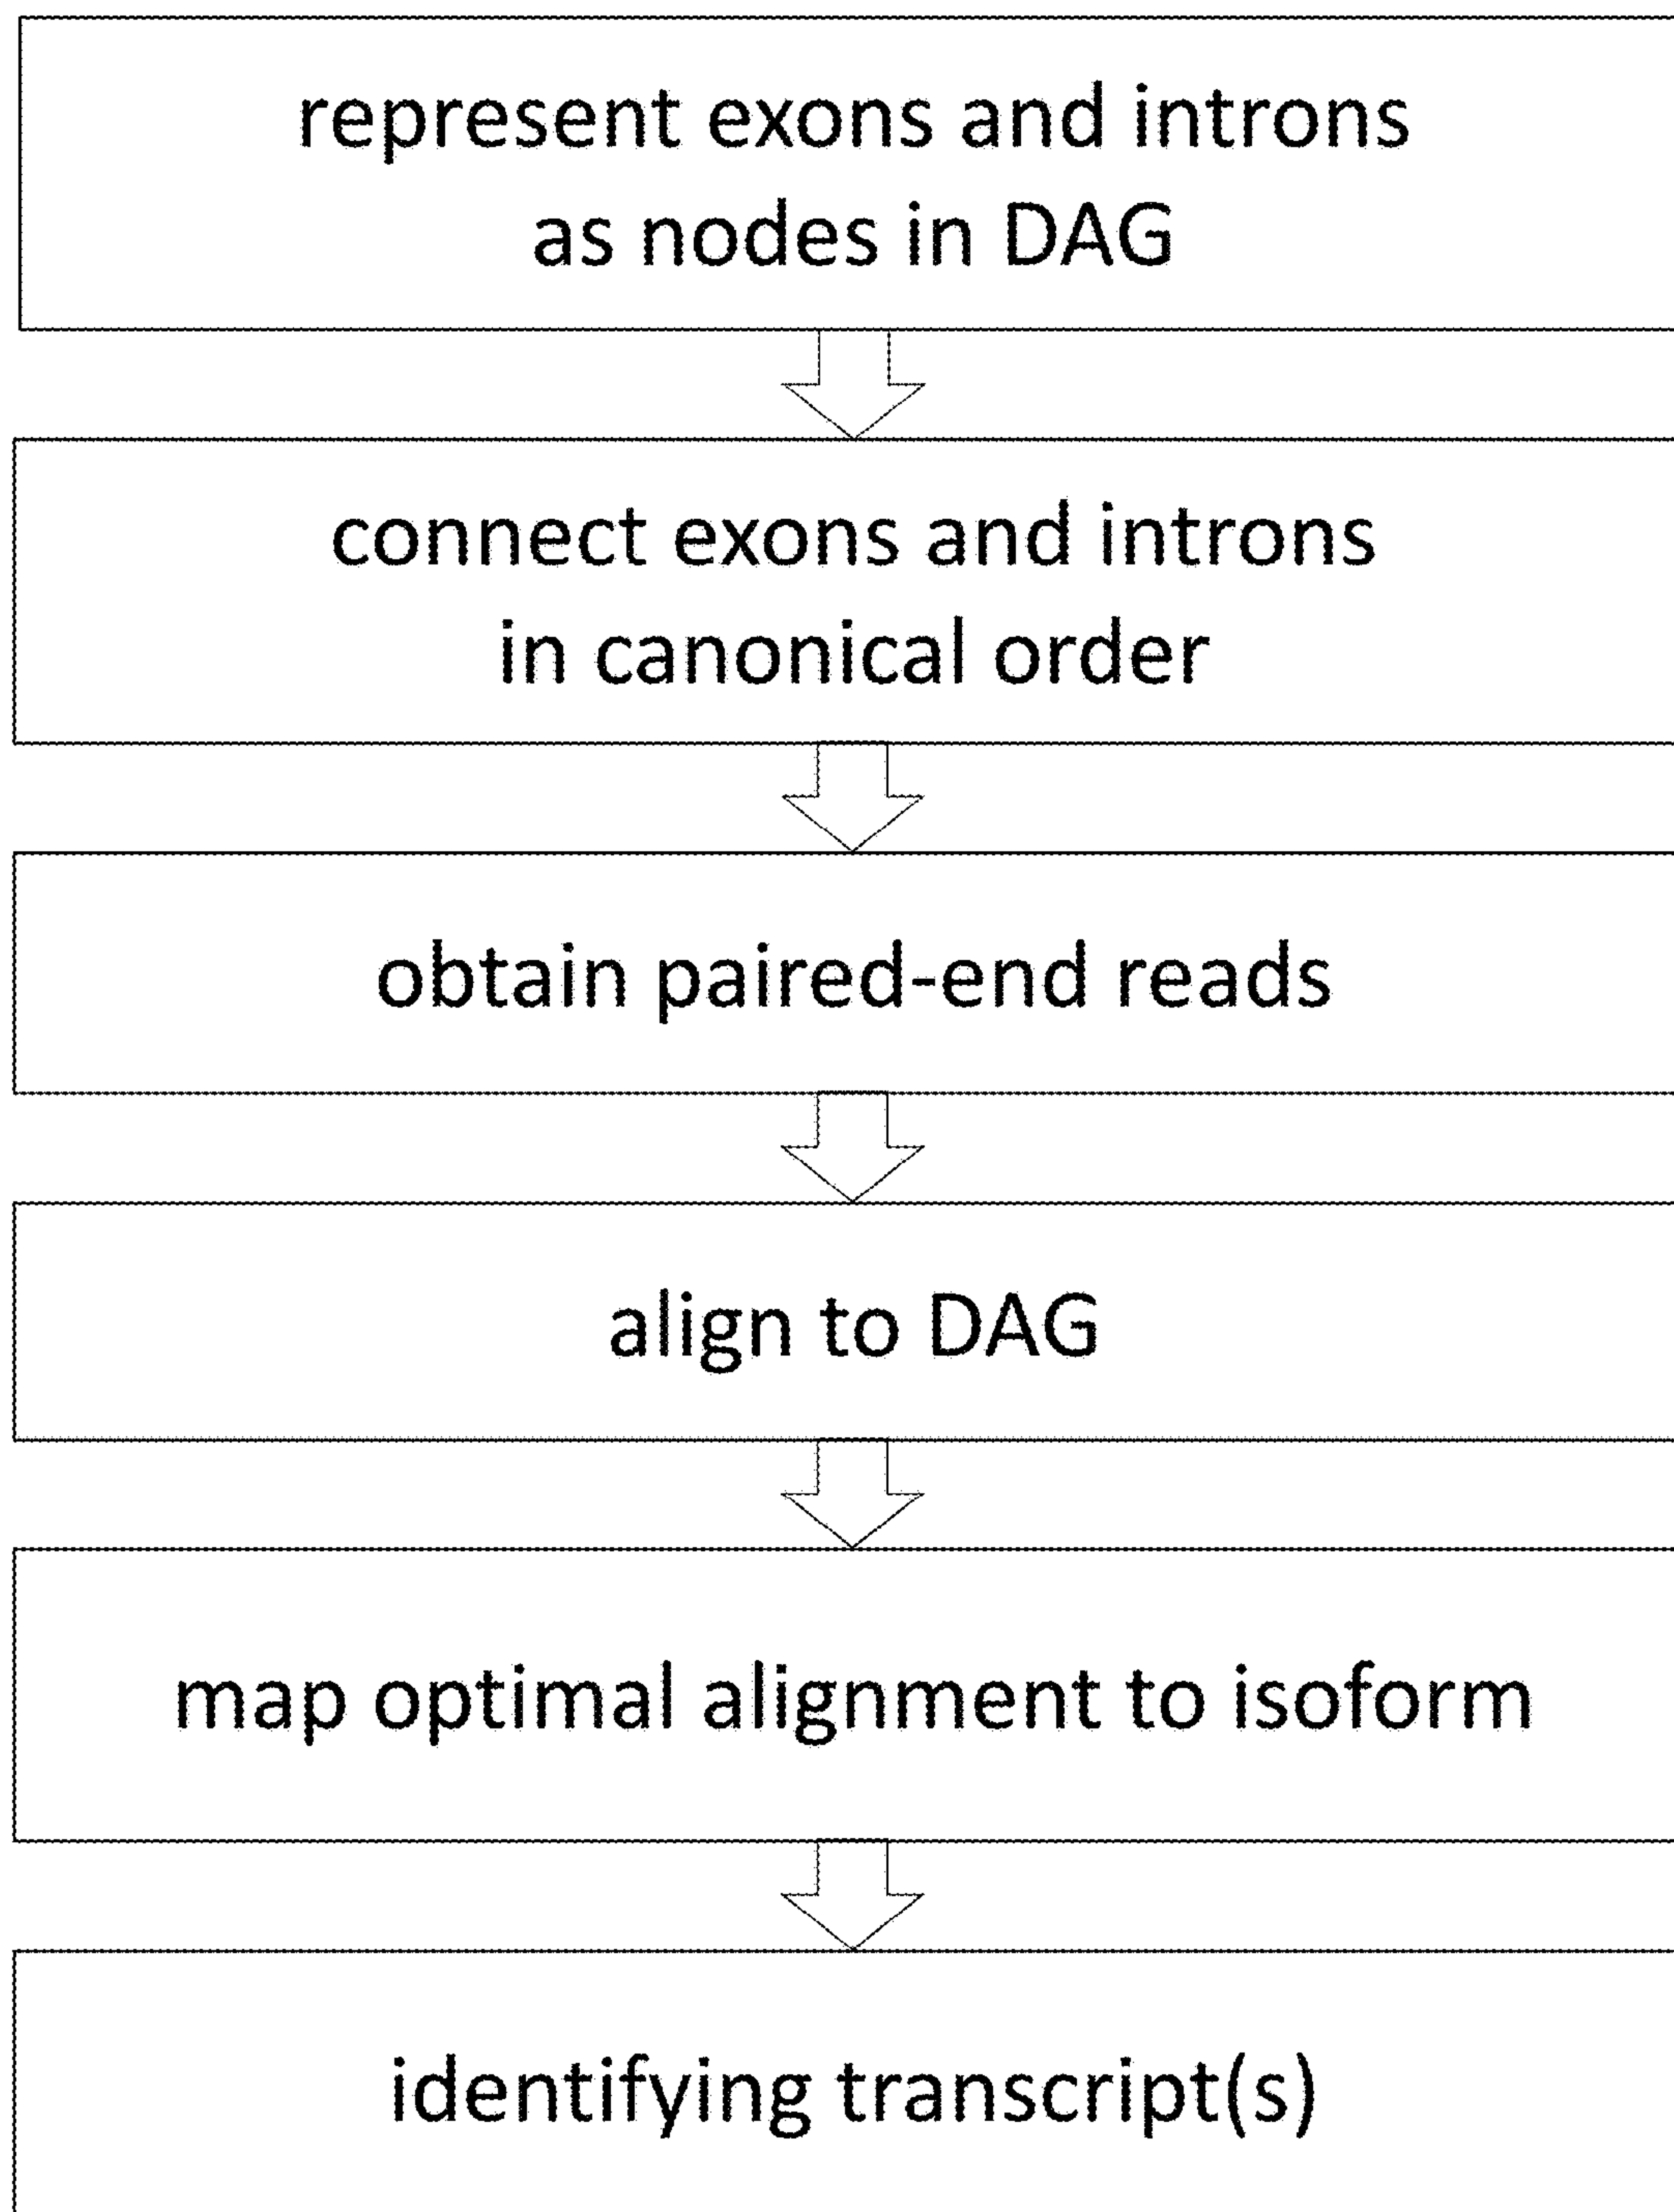 represent exons and introns
as nodes in DAG
connect exons and introns
in canonical order
obtain paired-end reads
align to DAG
map optimal alignment to isoform
identifying transcript(s)